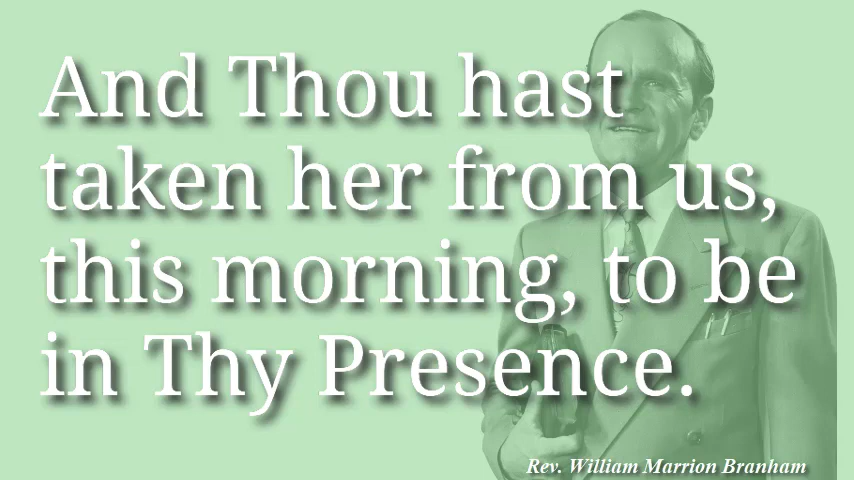 And Thou hast
taken her from us,
this morning, to be
in Thy Presence.
Rev. William Marrion Branham